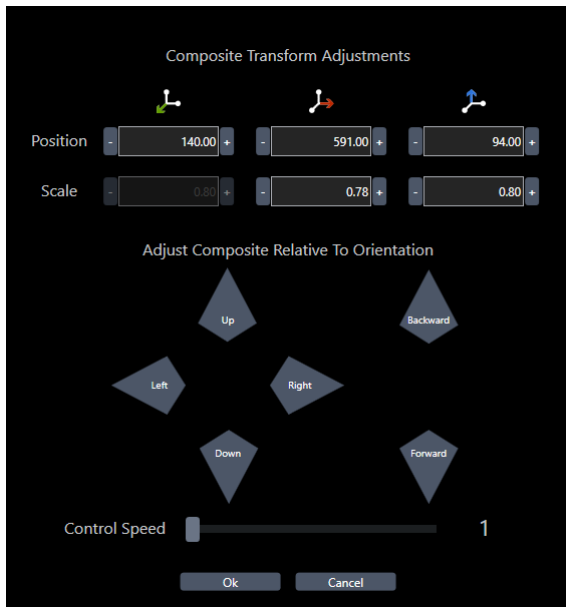 Composite Transform Adjustments
Position - 140.00 + - 591.00 + - 94.00 +
Scale - 0.80 + - 0.78 + - 0.80 +
Adjust Composite Relative To Orientation
Up Backward
Left Right
Down Forward
Control Speed 1
Ok Cancel